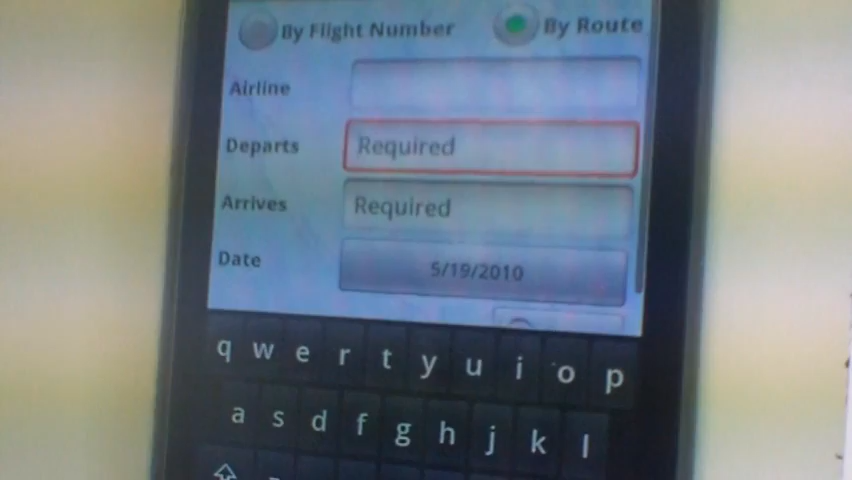 By Flight Number By Route
Airline
Departs Required
Arrives Required
Date 5/19/2010
q w e r t y u i o p
a s d f g h j k l